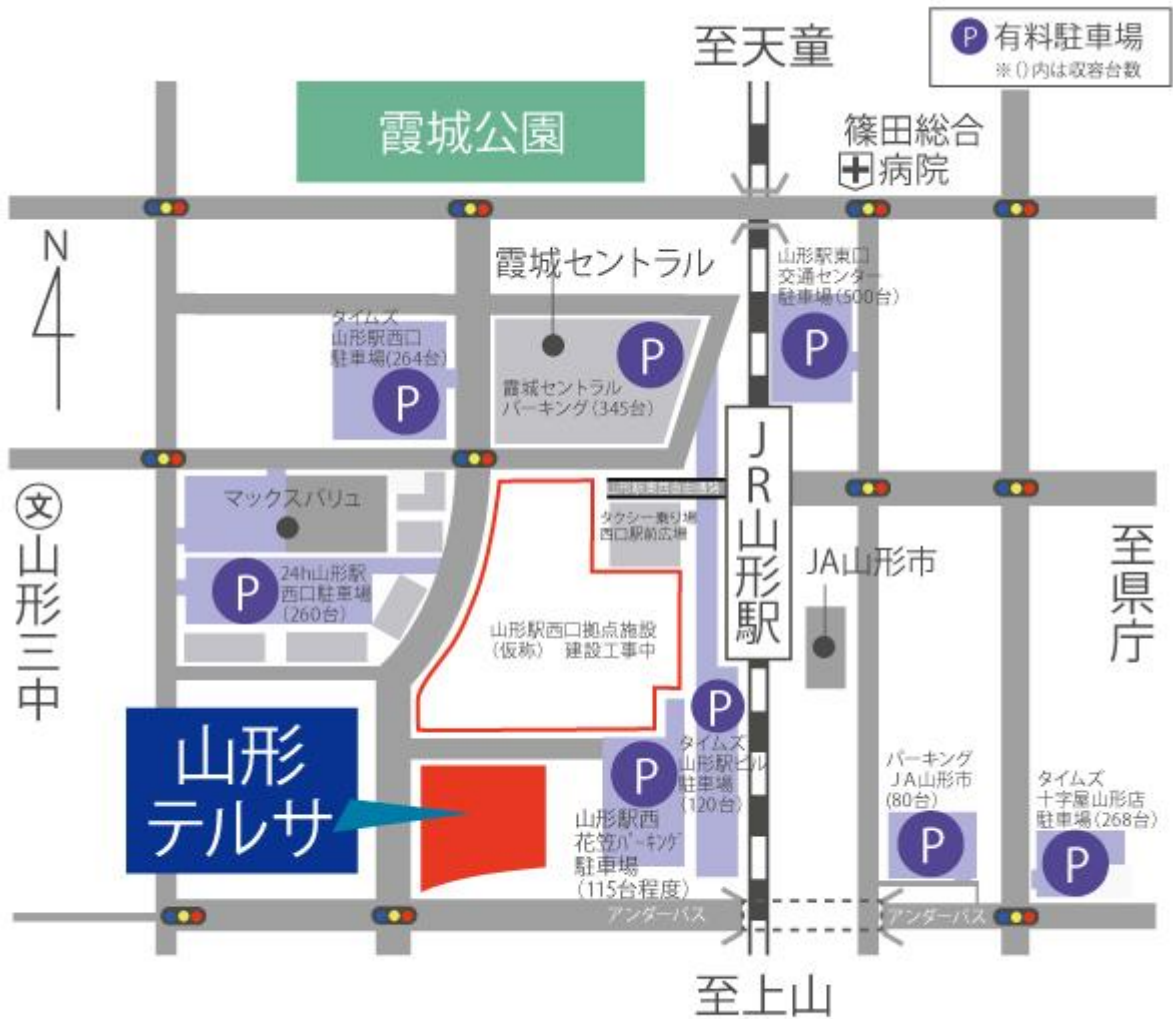 至天童
P 有料駐車場
※()内は収容台数
霞城公園
篠田総合
病院
N
霞城セントラル
山形駅東口
交通センター
駐車場(500台)
P
タイムズ
山形駅西口
駐車場(264台)
P
P
霞城セントラル
パーキング(345台)
JR山形駅
文
山形三中
マックスバリュ
タクシー乗り場
西口駅前広場
JA山形市
至県庁
P
24h山形駅
西口駐車場
(260台)
山形駅西口拠点施設
(仮称) 建設工事中
山形
テルサ
P
タイムズ
山形駅ビル
駐車場
(120台)
P
山形駅西
花笠パーキング
駐車場
(115台程度)
パーキング
JA山形市
(80台)
P
タイムズ
十字屋山形店
駐車場(268台)
P
アンダーパス
アンダーパス
至上山